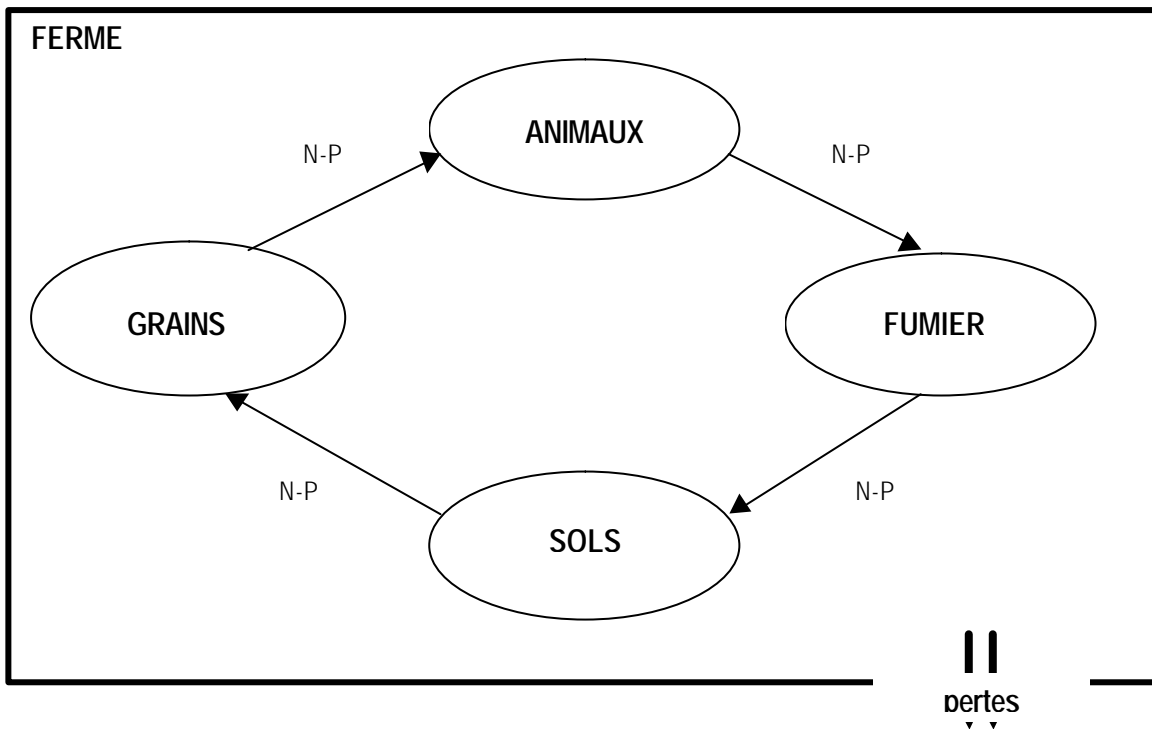 FERME
ANIMAUX
N-P
N-P
GRAINS
FUMIER
N-P
N-P
SOLS
pertes